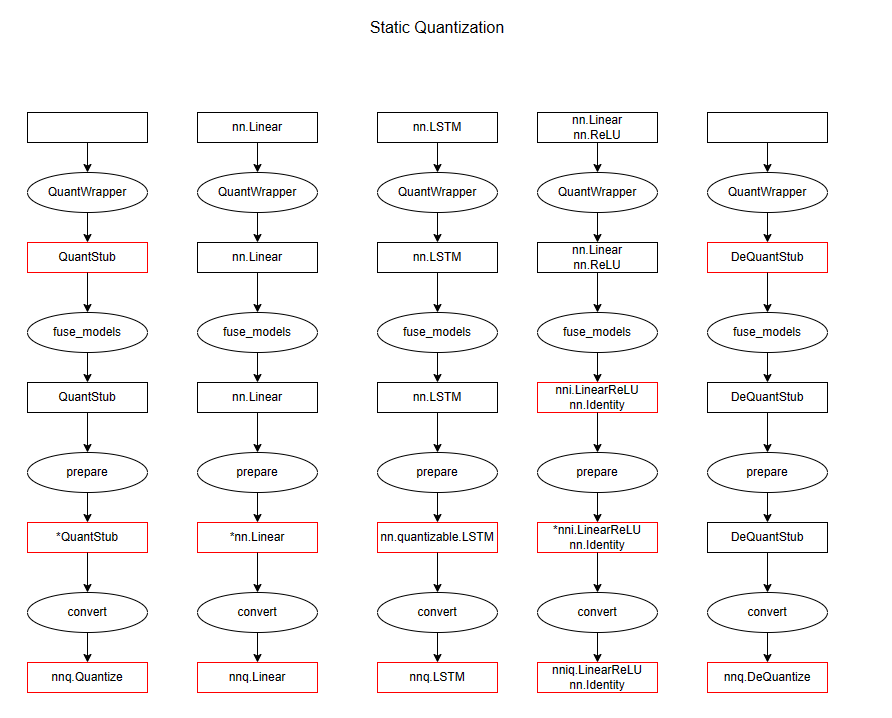 Static Quantization
nn.Linear
nn.LSTM
nn.Linear
nn.ReLU
QuantWrapper
QuantWrapper
QuantWrapper
QuantWrapper
QuantWrapper
QuantStub
nn.Linear
nn.LSTM
nn.Linear
nn.ReLU
DeQuantStub
fuse_models
fuse_models
fuse_models
fuse_models
fuse_models
QuantStub
nn.Linear
nn.LSTM
nni.LinearReLU
nn.Identity
DeQuantStub
prepare
prepare
prepare
prepare
prepare
*QuantStub
*nn.Linear
nn.quantizable.LSTM
*nni.LinearReLU
nn.Identity
DeQuantStub
convert
convert
convert
convert
convert
nnq.Quantize
nnq.Linear
nnq.LSTM
nniq.LinearReLU
nn.Identity
nnq.DeQuantize